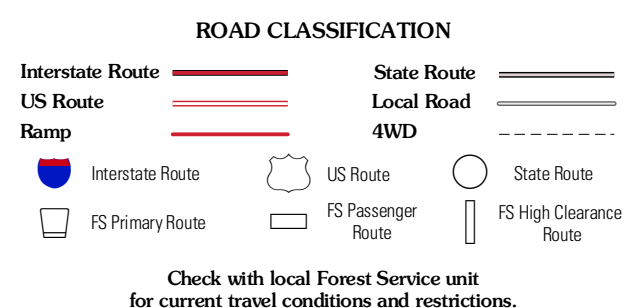 ROAD CLASSIFICATION
Interstate Route
State Route
US Route
Local Road
Ramp
4WD
Interstate Route
US Route
State Route
FS Primary Route
FS Passenger
Route
FS High Clearance
Route
Check with local Forest Service unit
for current travel conditions and restrictions.